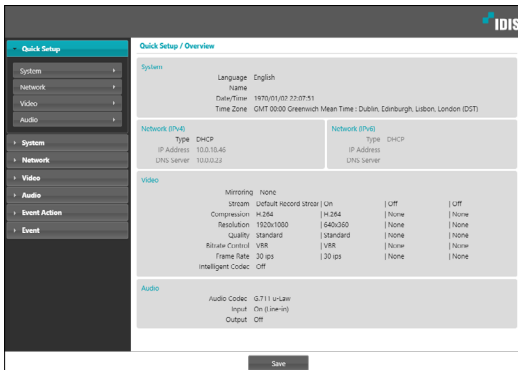 IDIS
Quick Setup
System
Network
Video
Audio
System
Network
Video
Audio
Event Action
Event
Quick Setup / Overview
System
Language English
Name
Date/Time 1970/01/02 22:07:51
Time Zone GMT 00:00 Greenwich Mean Time : Dublin, Edinburgh, Lisbon, London (DST)
Network (IPv4)
Type DHCP
IP Address 10.0.18.46
DNS Server 10.0.0.23
Network (IPv6)
Type DHCP
IP Address
DNS Server
Video
Mirroring None
Stream Default Record Strear | On | Off | Off
Compression H.264 | H.264 | None | None
Resolution 1920x1080 | 640x360 | None | None
Quality Standard | Standard | None | None
Bitrate Control VBR | VBR | None | None
Frame Rate 30 ips | 30 ips | None | None
Intelligent Codec Off
Audio
Audio Codec G.711 u-Law
Input On (Line-in)
Output Off
Save